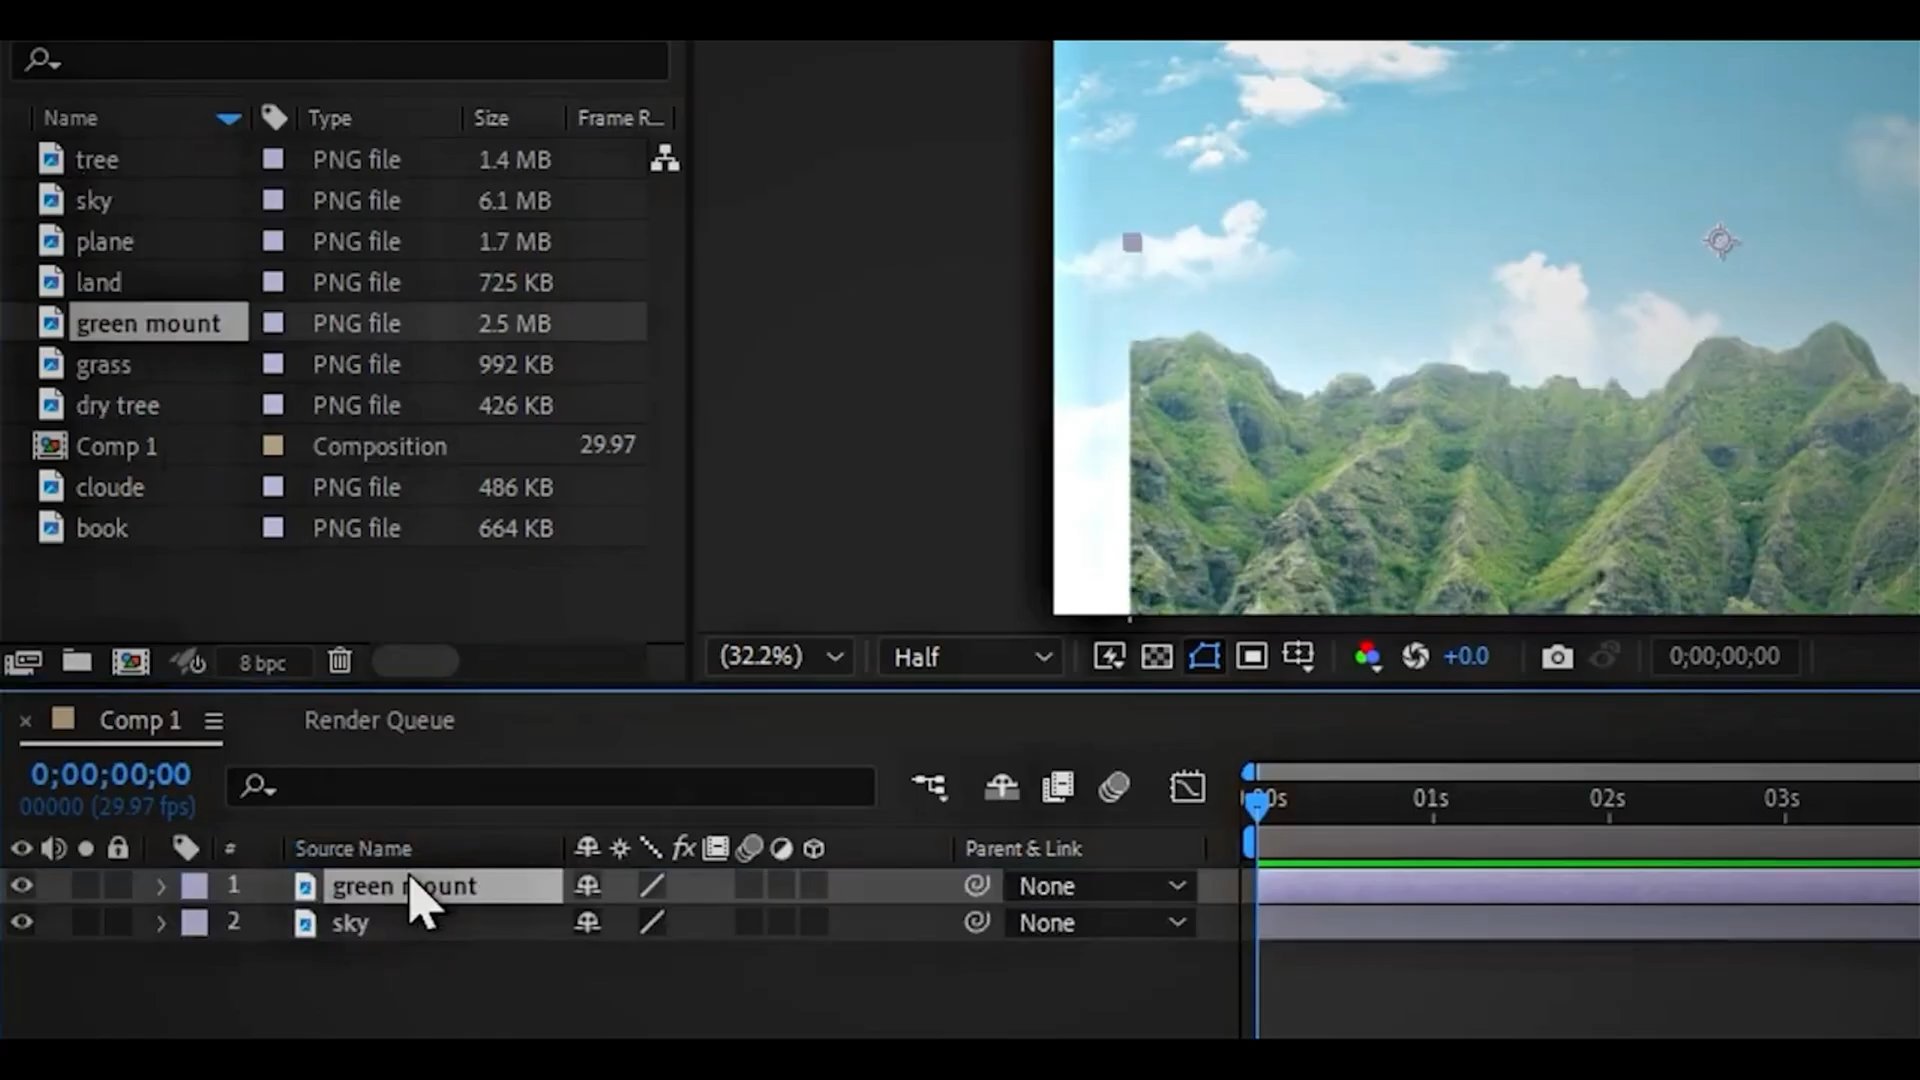 Name Type Size Frame R...
tree PNG file 1.4 MB
sky PNG file 6.1 MB
plane PNG file 1.7 MB
land PNG file 725 KB
green mount PNG file 2.5 MB
grass PNG file 992 KB
dry tree PNG file 426 KB
Comp 1 Composition 29.97
cloude PNG file 486 KB
book PNG file 664 KB
8 bpc
(32.2%) Half +0.0 0;00;00;00
Comp 1 Render Queue
0;00;00;00
00000 (29.97 fps)
00s 01s 02s 03s
# Source Name fx Parent & Link
1 green mount None
2 sky None